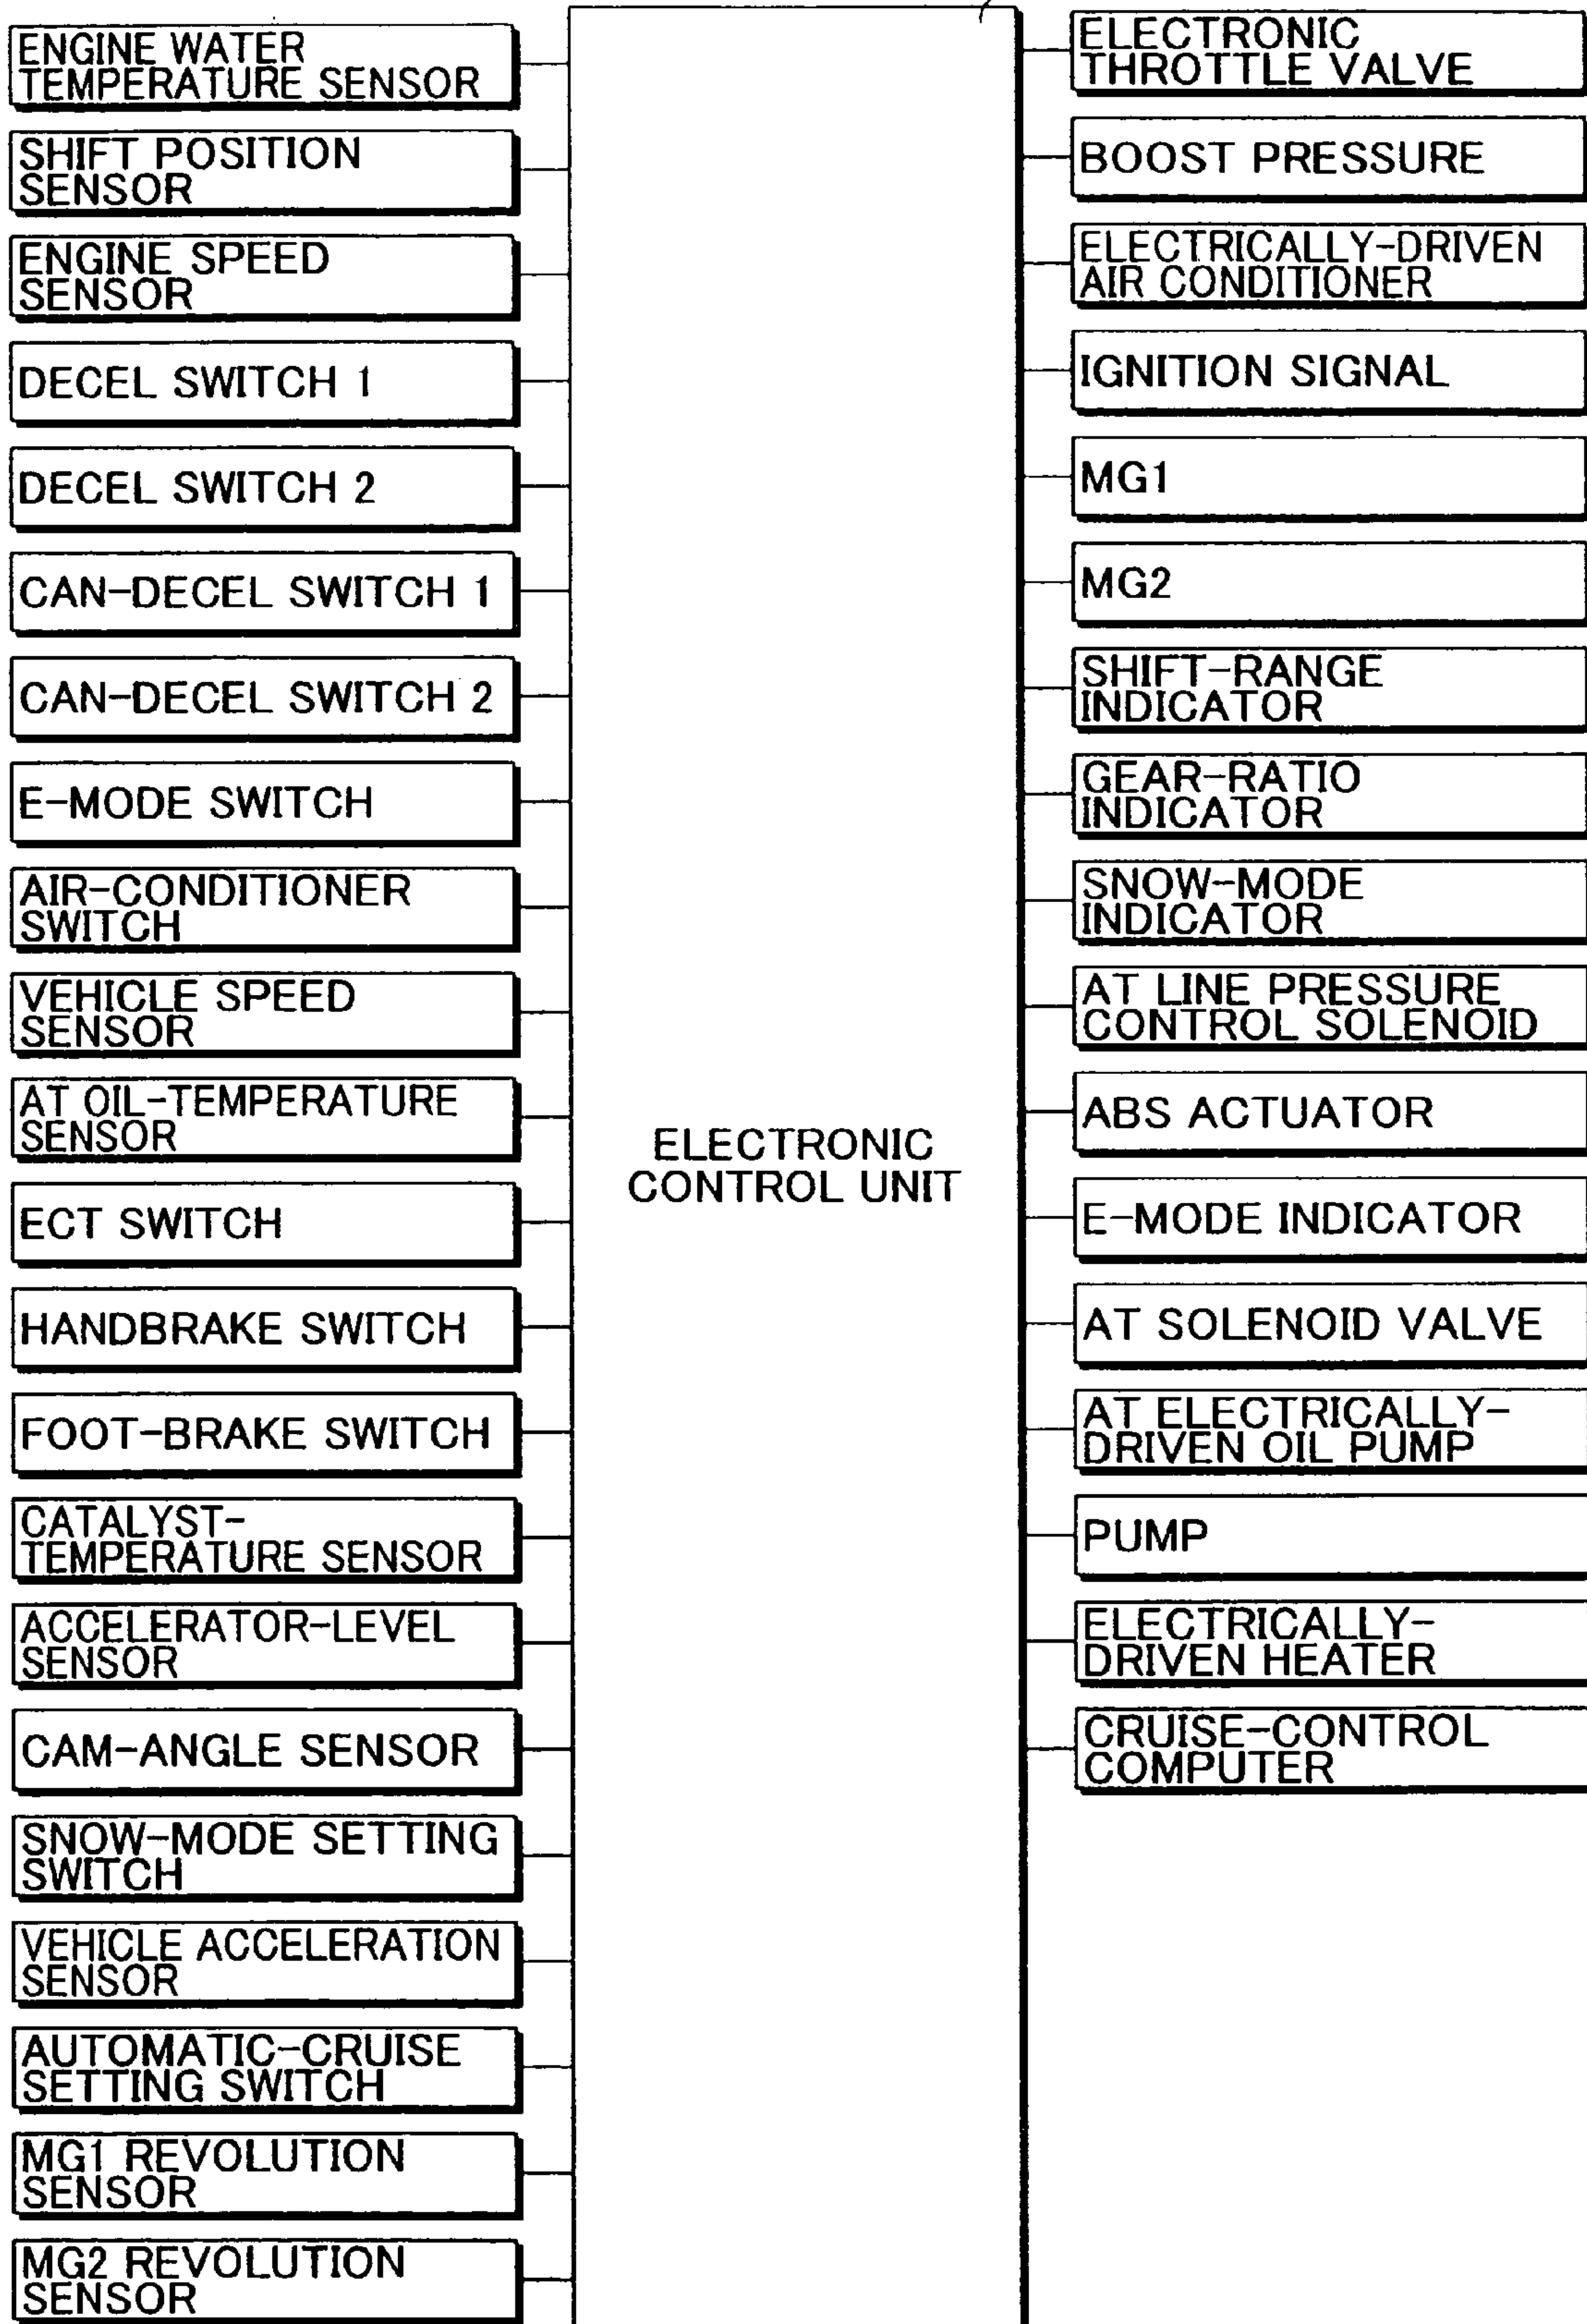 ENGINE WATER
TEMPERATURE SENSOR
SHIFT POSITION
SENSOR
ENGINE SPEED
SENSOR
DECEL SWITCH 1
DECEL SWITCH 2
CAN-DECEL SWITCH 1
CAN-DECEL SWITCH 2
E-MODE SWITCH
AIR-CONDITIONER
SWITCH
VEHICLE SPEED
SENSOR
AT OIL-TEMPERATURE
SENSOR
ECT SWITCH
HANDBRAKE SWITCH
FOOT-BRAKE SWITCH
CATALYST-
TEMPERATURE SENSOR
ACCELERATOR-LEVEL
SENSOR
CAM-ANGLE SENSOR
SNOW-MODE SETTING
SWITCH
VEHICLE ACCELERATION
SENSOR
AUTOMATIC-CRUISE
SETTING SWITCH
MG1 REVOLUTION
SENSOR
MG2 REVOLUTION
SENSOR
ELECTRONIC
CONTROL UNIT
ELECTRONIC
THROTTLE VALVE
BOOST PRESSURE
ELECTRICALLY-DRIVEN
AIR CONDITIONER
IGNITION SIGNAL
MG1
MG2
SHIFT-RANGE
INDICATOR
GEAR-RATIO
INDICATOR
SNOW-MODE
INDICATOR
AT LINE PRESSURE
CONTROL SOLENOID
ABS ACTUATOR
E-MODE INDICATOR
AT SOLENOID VALVE
AT ELECTRICALLY-
DRIVEN OIL PUMP
PUMP
ELECTRICALLY-
DRIVEN HEATER
CRUISE-CONTROL
COMPUTER